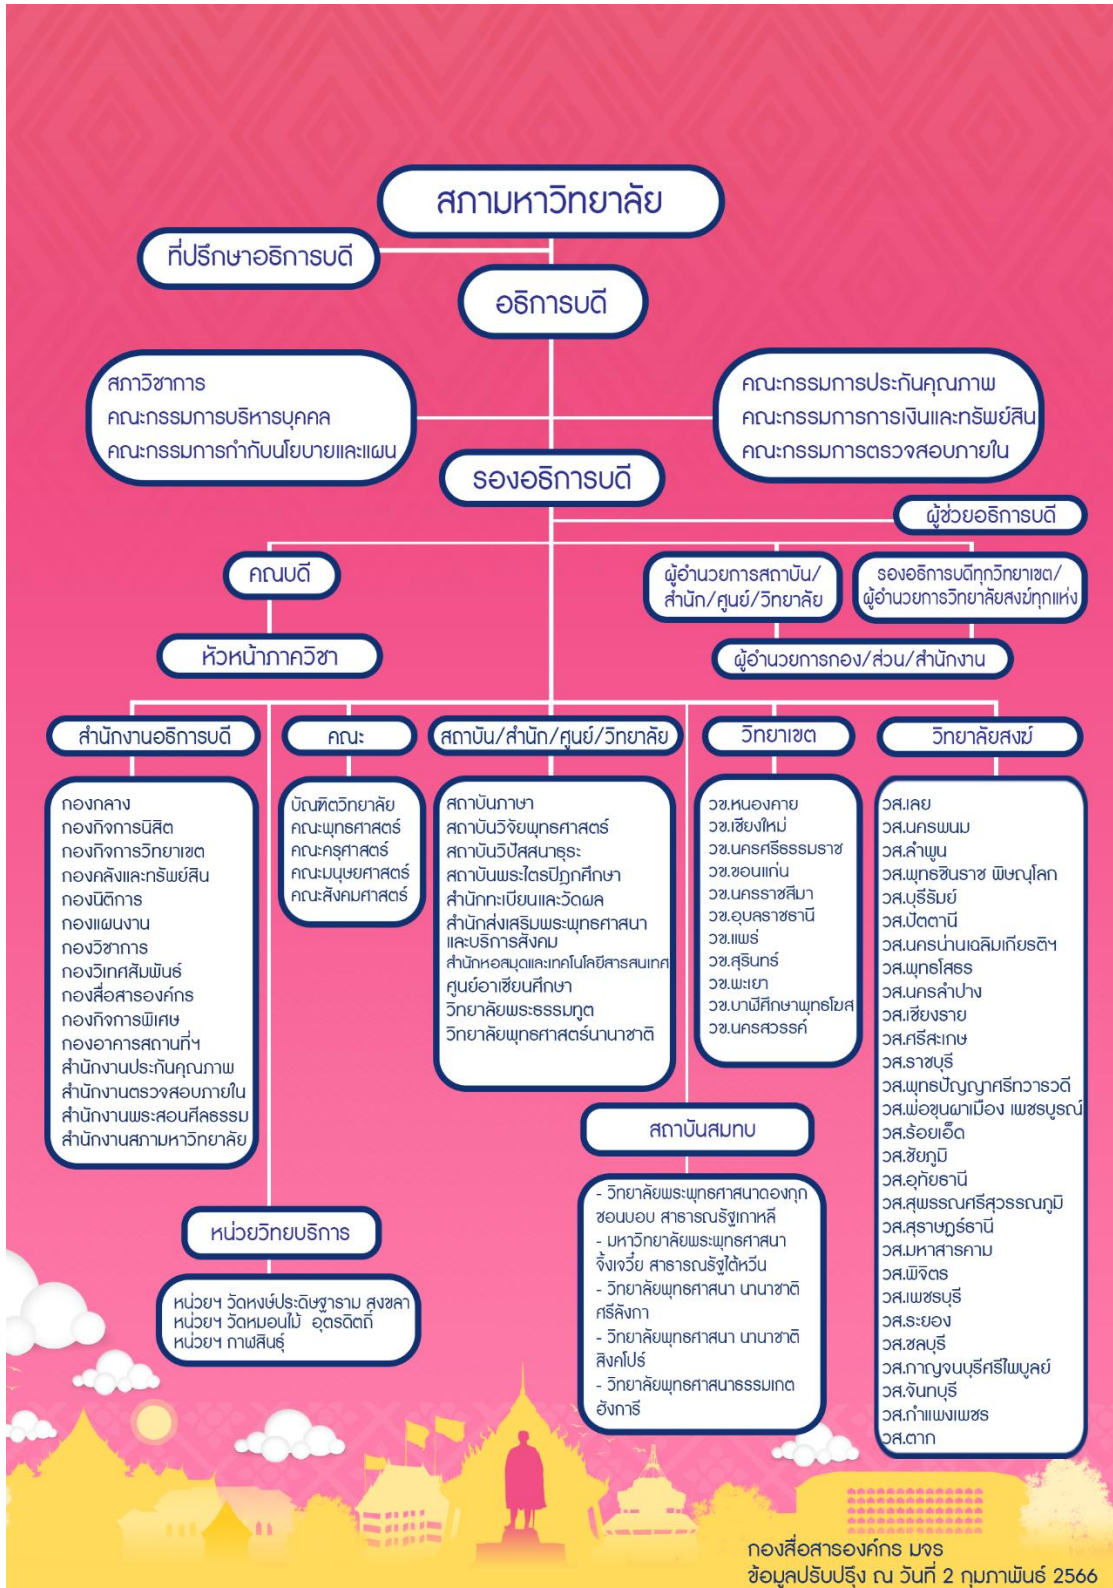 สภามหาวิทยาลัย
ที่ปรึกษาอธิการบดี
อธิการบดี
สภาวิชาการ
คณะกรรมการบริหารบุคคล
คณะกรรมการกำกับนโยบายและแผน
คณะกรรมการประกันคุณภาพ
คณะกรรมการการเงินและทรัพย์สิน
คณะกรรมการตรวจสอบภายใน
รองอธิการบดี
ผู้ช่วยอธิการบดี
คณบดี
ผู้อำนวยการสถาบัน/
สำนัก/ศูนย์/วิทยาลัย
รองอธิการบดีทุกวิทยาเขต/
ผู้อำนวยการวิทยาลัยสงฆ์ทุกแห่ง
หัวหน้าภาควิชา
ผู้อำนวยการกอง/ส่วน/สำนักงาน
สำนักงานอธิการบดี
กองกลาง
กองกิจการนิสิต
กองกิจการวิทยาเขต
กองคลังและทรัพย์สิน
กองนิติการ
กองแผนงาน
กองวิชาการ
กองวิเทศสัมพันธ์
กองสื่อสารองค์กร
กองกิจการพิเศษ
กองอาคารสถานที่ฯ
สำนักงานประกันคุณภาพ
สำนักงานตรวจสอบภายใน
สำนักงานพระสอนศีลธรรม
สำนักงานสภามหาวิทยาลัย
คณะ
บัณฑิตวิทยาลัย
คณะพุทธศาสตร์
คณะครุศาสตร์
คณะมนุษยศาสตร์
คณะสังคมศาสตร์
สถาบัน/สำนัก/ศูนย์/วิทยาลัย
สถาบันภาษา
สถาบันวิจัยพุทธศาสตร์
สถาบันวิปัสสนาธุระ
สถาบันพระไตรปิฎกศึกษา
สำนักทะเบียนและวัดผล
สำนักส่งเสริมพระพุทธศาสนา
และบริการสังคม
สำนักหอสมุดและเทคโนโลยีสารสนเทศ
ศูนย์อาเซียนศึกษา
วิทยาลัยพระธรรมทูต
วิทยาลัยพุทธศาสตร์นานาชาติ
วิทยาเขต
วข.หนองคาย
วข.เชียงใหม่
วข.นครศรีธรรมราช
วข.ขอนแก่น
วข.นครราชสีมา
วข.อุบลราชธานี
วข.แพร่
วข.สุรินทร์
วข.พะเยา
วข.บาฬีศึกษาพุทธโฆส
วข.นครสวรรค์
วิทยาลัยสงฆ์
วส.เลย
วส.นครพนม
วส.ลำพูน
วส.พุทธชินราช พิษณุโลก
วส.บุรีรัมย์
วส.ปัตตานี
วส.นครน่านเฉลิมเกียรติฯ
วส.พุทธโสธร
วส.นครลำปาง
วส.เชียงราย
วส.ศรีสะเกษ
วส.ราชบุรี
วส.พุทธปัญญาศรีทวารวดี
วส.พ่อขุนผาเมือง เพชรบูรณ์
วส.ร้อยเอ็ด
วส.ชัยภูมิ
วส.อุทัยธานี
วส.สุพรรณศรีสุวรรณภูมิ
วส.สุราษฎร์ธานี
วส.มหาสารคาม
วส.พิจิตร
วส.เพชรบุรี
วส.ระยอง
วส.ชลบุรี
วส.กาญจนบุรีศรีไพบูลย์
วส.จันทบุรี
วส.กำแพงเพชร
วส.ตาก
สถาบันสมทบ
- วิทยาลัยพระพุทธศาสนาดองกุก
ชอนบอบ สาธารณรัฐเกาหลี
- มหาวิทยาลัยพระพุทธศาสนา
จิ้งเจวี๋ย สาธารณรัฐไต้หวัน
- วิทยาลัยพุทธศาสนา นานาชาติ
ศรีลังกา
- วิทยาลัยพุทธศาสนา นานาชาติ
สิงคโปร์
- วิทยาลัยพุทธศาสนาธรรมเกต
ฮังการี
หน่วยวิทยบริการ
หน่วยฯ วัดหงษ์ประดิษฐาราม สงขลา
หน่วยฯ วัดหมอนไม้ อุตรดิตถ์
หน่วยฯ กาฬสินธุ์
กองสื่อสารองค์กร มจร
ข้อมูลปรับปรุง ณ วันที่ 2 กุมภาพันธ์ 2566